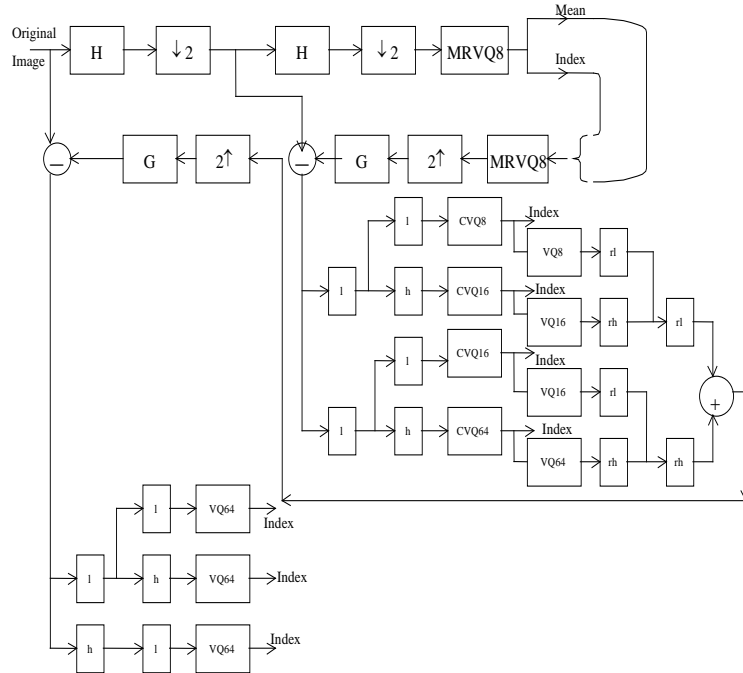 Original
Image
H
↓2
H
↓2
MRVQ8
Mean
Index
–
G
2↑
–
G
2↑
MRVQ8
l
l
CVQ8
Index
VQ8
rl
h
CVQ16
Index
VQ16
rh
rl
l
l
CVQ16
Index
VQ16
rl
h
CVQ64
Index
VQ64
rh
rh
+
l
l
VQ64
Index
h
VQ64
Index
h
l
VQ64
Index